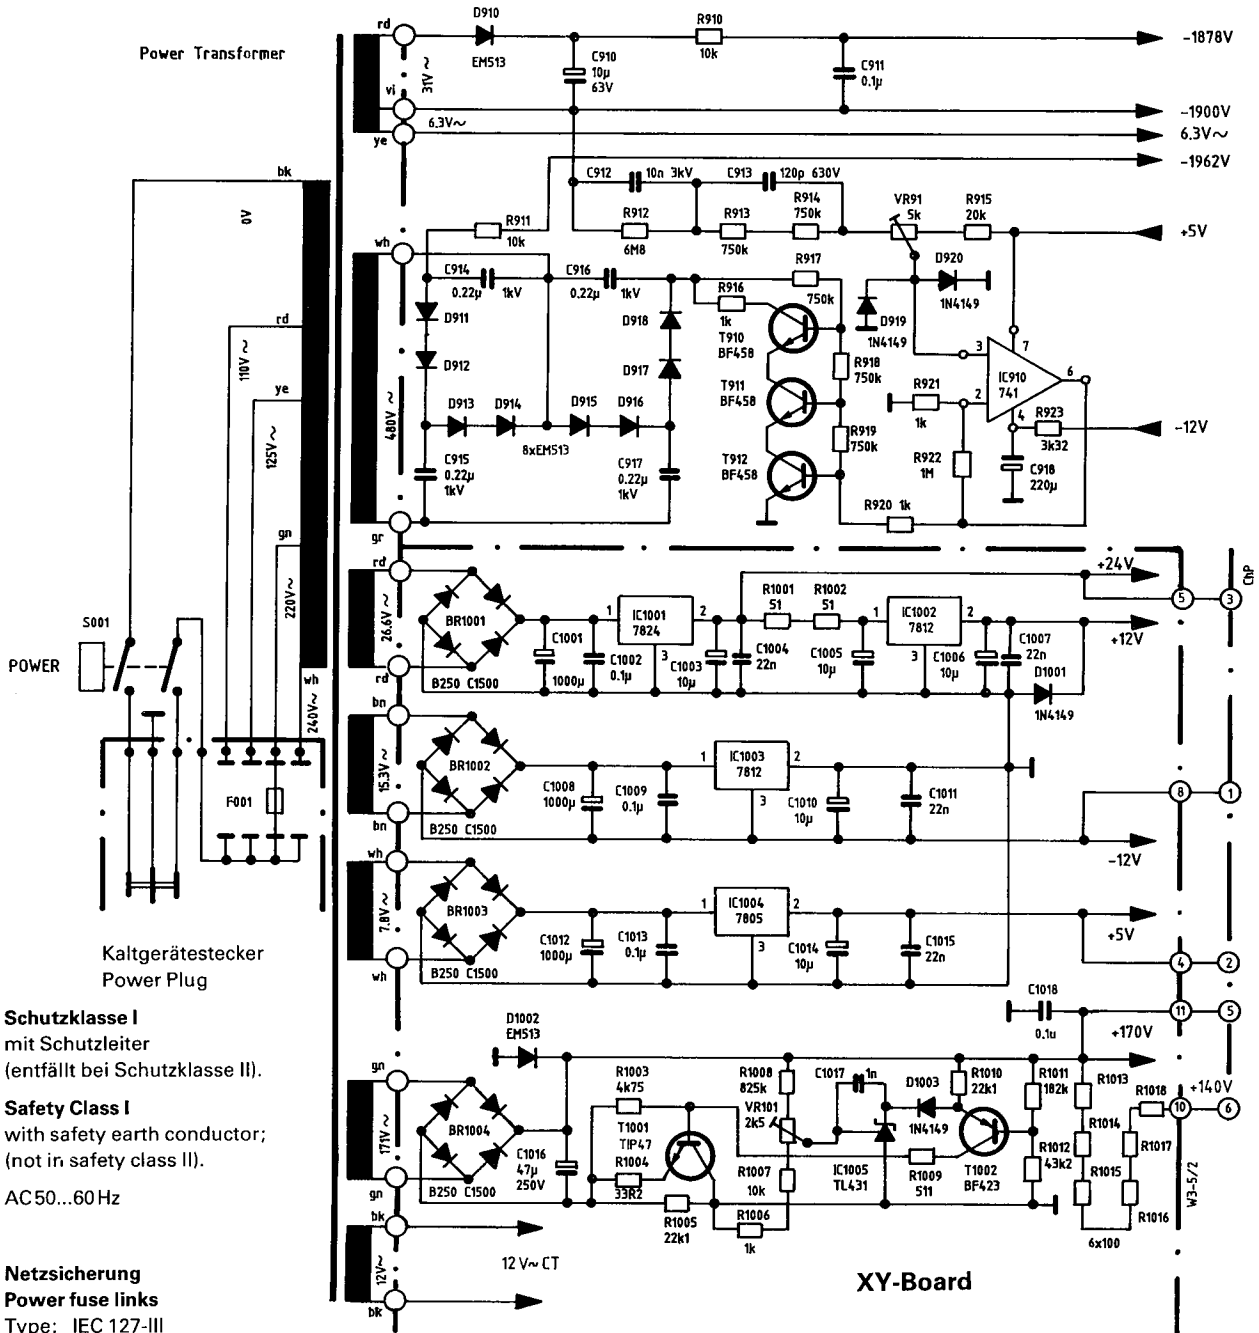 Power Transformer
rd
D910
EM513
31V~
C910
10µ
63V
R910
10k
C911
0.1µ
-1878V
vi
-1900V
6.3V~
6.3V~
ye
-1962V
bk
0V
C912
10n 3kV
C913
120p 630V
R911
10k
R912
6M8
R913
750k
R914
750k
VR91
5k
R915
20k
+5V
wh
C914
0.22µ
1kV
C916
0.22µ
1kV
R917
750k
R916
1k
D920
1N4149
D919
1N4149
D911
D912
D918
D917
T910
BF458
R918
750k
rd
110V~
ye
125V~
480V~
D913
D914
D915
D916
8xEM513
T911
BF458
3
7
IC910
741
6
2
4
R921
1k
R923
3k32
-12V
R919
750k
C915
0.22µ
1kV
C917
0.22µ
1kV
T912
BF458
R922
1M
C918
220µ
R920 1k
gr
gn
220V~
rd
26.6V~
BR1001
B250 C1500
rd
C1001
1000µ
C1002
0.1µ
1
IC1001
7824
2
3
C1003
10µ
C1004
22n
R1001
51
R1002
51
C1005
10µ
1
IC1002
7812
2
3
C1006
10µ
C1007
22n
D1001
1N4149
+24V
+12V
5
3
ChP
S001
POWER
wh
240V~
F001
bn
15.3V~
BR1002
B250 C1500
bn
C1008
1000µ
C1009
0.1µ
1
IC1003
7812
2
3
C1010
10µ
C1011
22n
8
1
-12V
wh
7.8V~
BR1003
B250 C1500
wh
C1012
1000µ
C1013
0.1µ
1
IC1004
7805
2
3
C1014
10µ
C1015
22n
+5V
4
2
Kaltgerätestecker
Power Plug
Schutzklasse I
mit Schutzleiter
(entfällt bei Schutzklasse II).
Safety Class I
with safety earth conductor;
(not in safety class II).
AC 50...60 Hz
Netzsicherung
Power fuse links
Type: IEC 127-III
C1018
0.1u
11
5
+170V
D1002
EM513
gn
171V~
BR1004
B250 C1500
gn
C1016
47µ
250V
R1003
4k75
T1001
TIP47
R1004
33R2
R1005
22k1
R1006
1k
R1008
825k
VR101
2k5
R1007
10k
C1017
1n
IC1005
TL431
D1003
1N4149
R1009
511
R1010
22k1
T1002
BF423
R1011
182k
R1012
43k2
R1013
R1014
R1015
R1018
R1017
R1016
6x100
+140V
10
6
W3-5/2
bk
12V~
bk
12 V~ CT
XY-Board